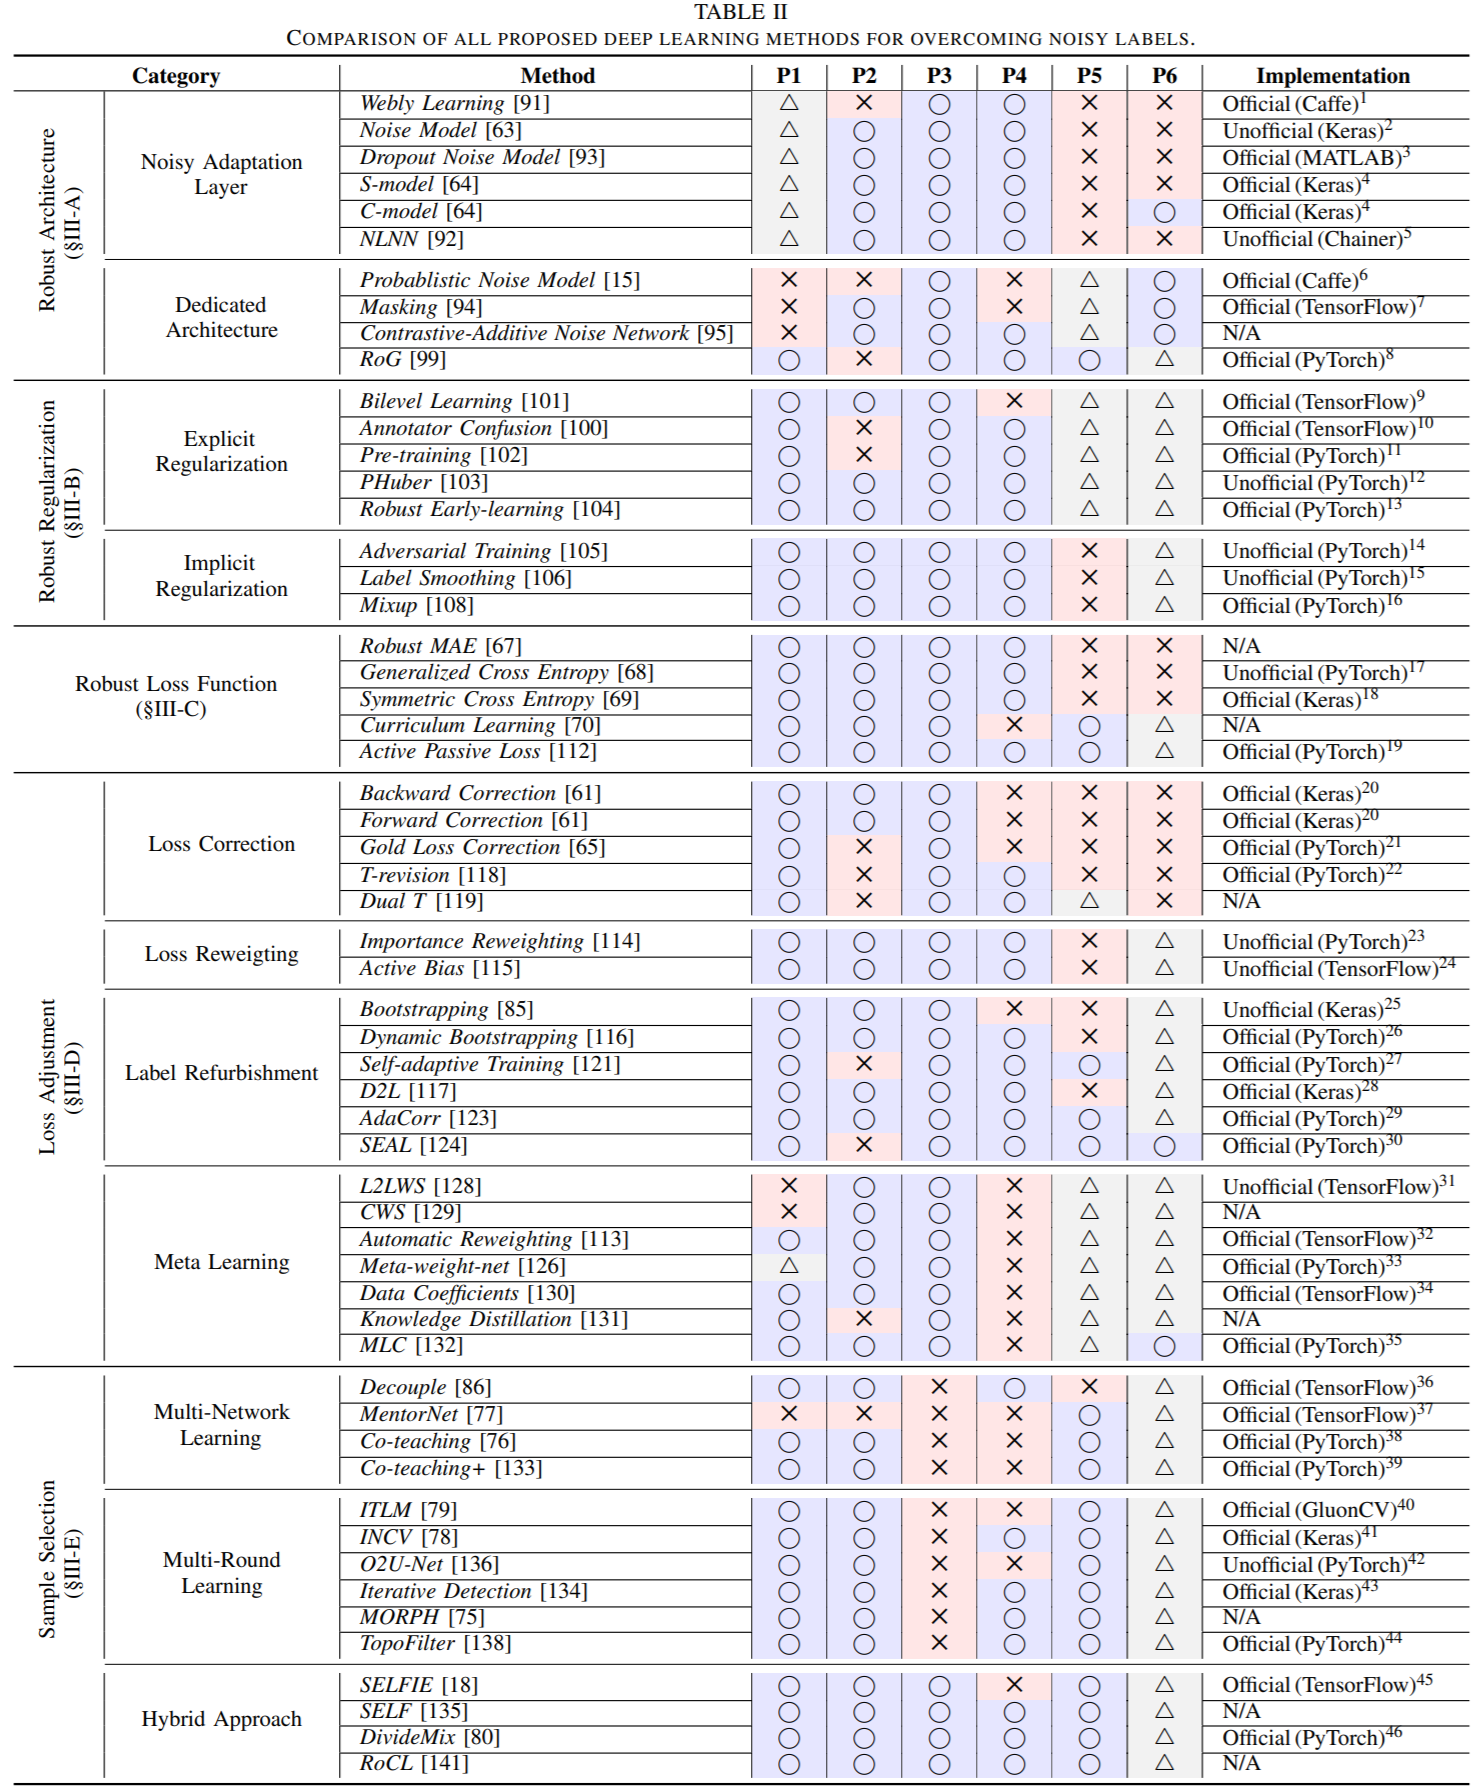 TABLE II
COMPARISON OF ALL PROPOSED DEEP LEARNING METHODS FOR OVERCOMING NOISY LABELS.
Category Method P1 P2 P3 P4 P5 P6 Implementation
Robust Architecture
(§III-A)
Noisy Adaptation
Layer
Webly Learning [91] △ × ○ ○ × × Official (Caffe)1
Noise Model [63] △ ○ ○ ○ × × Unofficial (Keras)2
Dropout Noise Model [93] △ ○ ○ ○ × × Official (MATLAB)3
S-model [64] △ ○ ○ ○ × × Official (Keras)4
C-model [64] △ ○ ○ ○ × ○ Official (Keras)4
NLNN [92] △ ○ ○ ○ × × Unofficial (Chainer)5
Dedicated
Architecture
Probablistic Noise Model [15] × × ○ × △ ○ Official (Caffe)6
Masking [94] × ○ ○ × △ ○ Official (TensorFlow)7
Contrastive-Additive Noise Network [95] × ○ ○ ○ △ ○ N/A
RoG [99] ○ × ○ ○ ○ △ Official (PyTorch)8
Robust Regularization
(§III-B)
Explicit
Regularization
Bilevel Learning [101] ○ ○ ○ × △ △ Official (TensorFlow)9
Annotator Confusion [100] ○ × ○ ○ △ △ Official (TensorFlow)10
Pre-training [102] ○ × ○ ○ △ △ Official (PyTorch)11
PHuber [103] ○ ○ ○ ○ △ △ Unofficial (PyTorch)12
Robust Early-learning [104] ○ ○ ○ ○ △ △ Official (PyTorch)13
Implicit
Regularization
Adversarial Training [105] ○ ○ ○ ○ × △ Unofficial (PyTorch)14
Label Smoothing [106] ○ ○ ○ ○ × △ Unofficial (PyTorch)15
Mixup [108] ○ ○ ○ ○ × △ Official (PyTorch)16
Robust Loss Function
(§III-C)
Robust MAE [67] ○ ○ ○ ○ × × N/A
Generalized Cross Entropy [68] ○ ○ ○ ○ × × Unofficial (PyTorch)17
Symmetric Cross Entropy [69] ○ ○ ○ ○ × × Official (Keras)18
Curriculum Learning [70] ○ ○ ○ × ○ △ N/A
Active Passive Loss [112] ○ ○ ○ ○ ○ △ Official (PyTorch)19
Loss Adjustment
(§III-D)
Loss Correction
Backward Correction [61] ○ ○ ○ × × × Official (Keras)20
Forward Correction [61] ○ ○ ○ × × × Official (Keras)20
Gold Loss Correction [65] ○ × ○ × × × Official (PyTorch)21
T-revision [118] ○ × ○ ○ × × Official (PyTorch)22
Dual T [119] ○ × ○ ○ △ × N/A
Loss Reweigting
Importance Reweighting [114] ○ ○ ○ ○ × △ Unofficial (PyTorch)23
Active Bias [115] ○ ○ ○ ○ × △ Unofficial (TensorFlow)24
Label Refurbishment
Bootstrapping [85] ○ ○ ○ × × △ Unofficial (Keras)25
Dynamic Bootstrapping [116] ○ ○ ○ ○ × △ Official (PyTorch)26
Self-adaptive Training [121] ○ × ○ ○ ○ △ Official (PyTorch)27
D2L [117] ○ ○ ○ ○ × △ Official (Keras)28
AdaCorr [123] ○ ○ ○ ○ ○ △ Official (PyTorch)29
SEAL [124] ○ × ○ ○ ○ ○ Official (PyTorch)30
Meta Learning
L2LWS [128] × ○ ○ × △ △ Unofficial (TensorFlow)31
CWS [129] × ○ ○ × △ △ N/A
Automatic Reweighting [113] ○ ○ ○ × △ △ Official (TensorFlow)32
Meta-weight-net [126] △ ○ ○ × △ △ Official (PyTorch)33
Data Coefficients [130] ○ ○ ○ × △ △ Official (TensorFlow)34
Knowledge Distillation [131] ○ × ○ × △ △ N/A
MLC [132] ○ ○ ○ × △ ○ Official (PyTorch)35
Sample Selection
(§III-E)
Multi-Network
Learning
Decouple [86] ○ ○ × ○ × △ Official (TensorFlow)36
MentorNet [77] × × × × ○ △ Official (TensorFlow)37
Co-teaching [76] ○ ○ × × ○ △ Official (PyTorch)38
Co-teaching+ [133] ○ ○ × × ○ △ Official (PyTorch)39
Multi-Round
Learning
ITLM [79] ○ ○ × × ○ △ Official (GluonCV)40
INCV [78] ○ ○ × ○ ○ △ Official (Keras)41
O2U-Net [136] ○ ○ × × ○ △ Unofficial (PyTorch)42
Iterative Detection [134] ○ ○ × ○ ○ △ Official (Keras)43
MORPH [75] ○ ○ × ○ ○ △ N/A
TopoFilter [138] ○ ○ × ○ ○ △ Official (PyTorch)44
Hybrid Approach
SELFIE [18] ○ ○ ○ × ○ △ Official (TensorFlow)45
SELF [135] ○ ○ ○ ○ ○ △ N/A
DivideMix [80] ○ ○ ○ ○ ○ △ Official (PyTorch)46
RoCL [141] ○ ○ ○ ○ ○ △ N/A